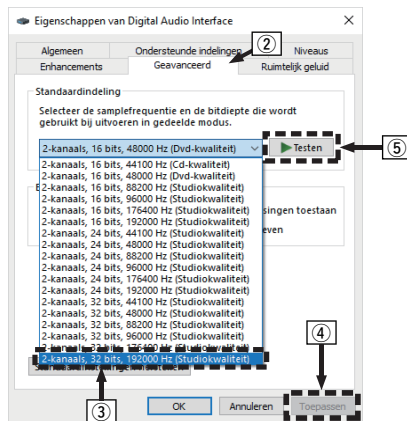 Eigenschappen van Digital Audio Interface
Algemeen Ondersteunde indelingen Niveaus
②
Enhancements Geavanceerd Ruimtelijk geluid
Standaardindeling
Selecteer de samplefrequentie en de bitdiepte die wordt
gebruikt bij uitvoeren in gedeelde modus.
2-kanaals, 16 bits, 48000 Hz (Dvd-kwaliteit) Testen
⑤
2-kanaals, 16 bits, 44100 Hz (Cd-kwaliteit)
2-kanaals, 16 bits, 48000 Hz (Dvd-kwaliteit)
2-kanaals, 16 bits, 88200 Hz (Studiokwaliteit)
2-kanaals, 16 bits, 96000 Hz (Studiokwaliteit)
2-kanaals, 16 bits, 176400 Hz (Studiokwaliteit)
singen toestaan
2-kanaals, 16 bits, 192000 Hz (Studiokwaliteit)
2-kanaals, 24 bits, 44100 Hz (Studiokwaliteit)
even
2-kanaals, 24 bits, 48000 Hz (Studiokwaliteit)
2-kanaals, 24 bits, 88200 Hz (Studiokwaliteit)
2-kanaals, 24 bits, 96000 Hz (Studiokwaliteit)
2-kanaals, 24 bits, 176400 Hz (Studiokwaliteit)
2-kanaals, 24 bits, 192000 Hz (Studiokwaliteit)
2-kanaals, 32 bits, 44100 Hz (Studiokwaliteit)
2-kanaals, 32 bits, 48000 Hz (Studiokwaliteit)
2-kanaals, 32 bits, 88200 Hz (Studiokwaliteit)
2-kanaals, 32 bits, 96000 Hz (Studiokwaliteit)
2-kanaals, 32 bits, 176400 Hz (Studiokwaliteit)
2-kanaals, 32 bits, 192000 Hz (Studiokwaliteit)
④
③
OK Annuleren Toepassen